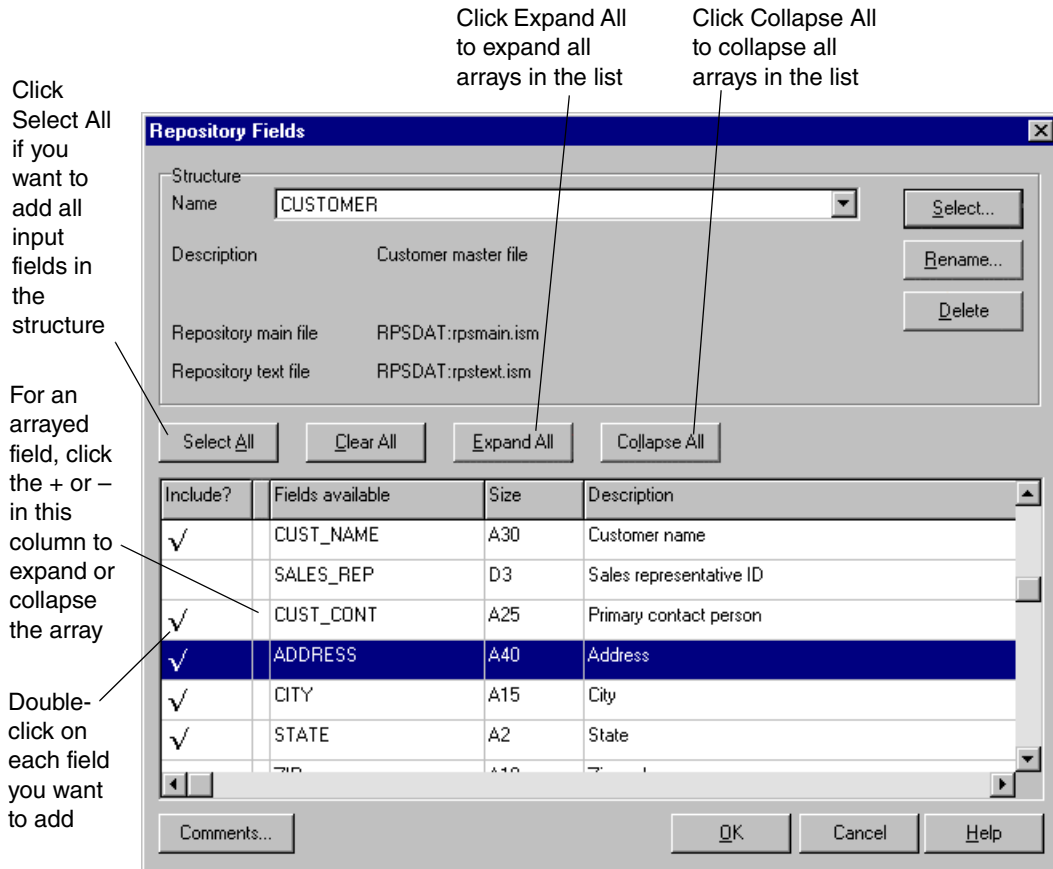 Click Expand All
to expand all
arrays in the list
Click Collapse All
to collapse all
arrays in the list
Click
Select All
if you
want to
add all
input
fields in
the
structure
For an
arrayed
field, click
the + or –
in this
column to
expand or
collapse
the array
Double-
click on
each field
you want
to add
Repository Fields
Structure
Name CUSTOMER Select...
Description Customer master file Rename...
Delete
Repository main file RPSDAT:rpsmain.ism
Repository text file RPSDAT:rpstext.ism
Select All Clear All Expand All Collapse All
Include? Fields available Size Description
√ CUST_NAME A30 Customer name
SALES_REP D3 Sales representative ID
√ CUST_CONT A25 Primary contact person
√ ADDRESS A40 Address
√ CITY A15 City
√ STATE A2 State
Comments... OK Cancel Help